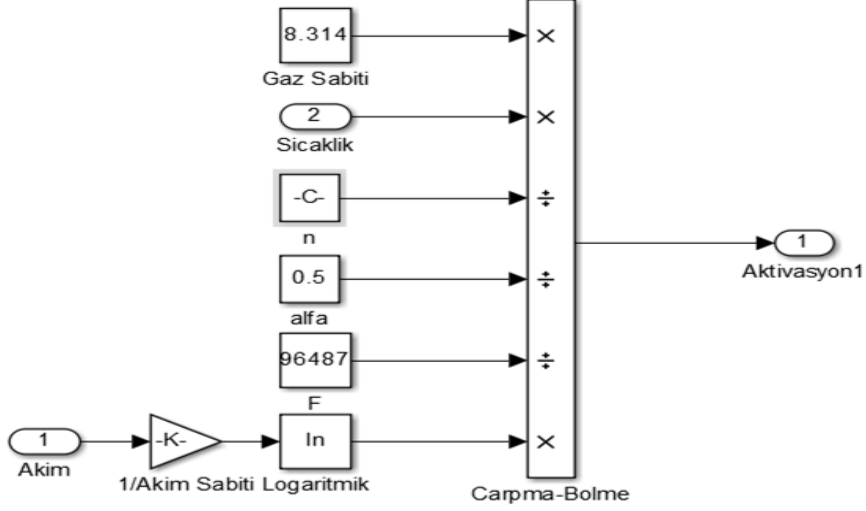 8.314
×
Gaz Sabiti
2
×
Sicaklik
-C-
÷
n
1
Aktivasyon1
0.5
÷
alfa
96487
÷
F
1
-K-
ln
×
Akim
1/Akim Sabiti
Logaritmik
Carpma-Bolme